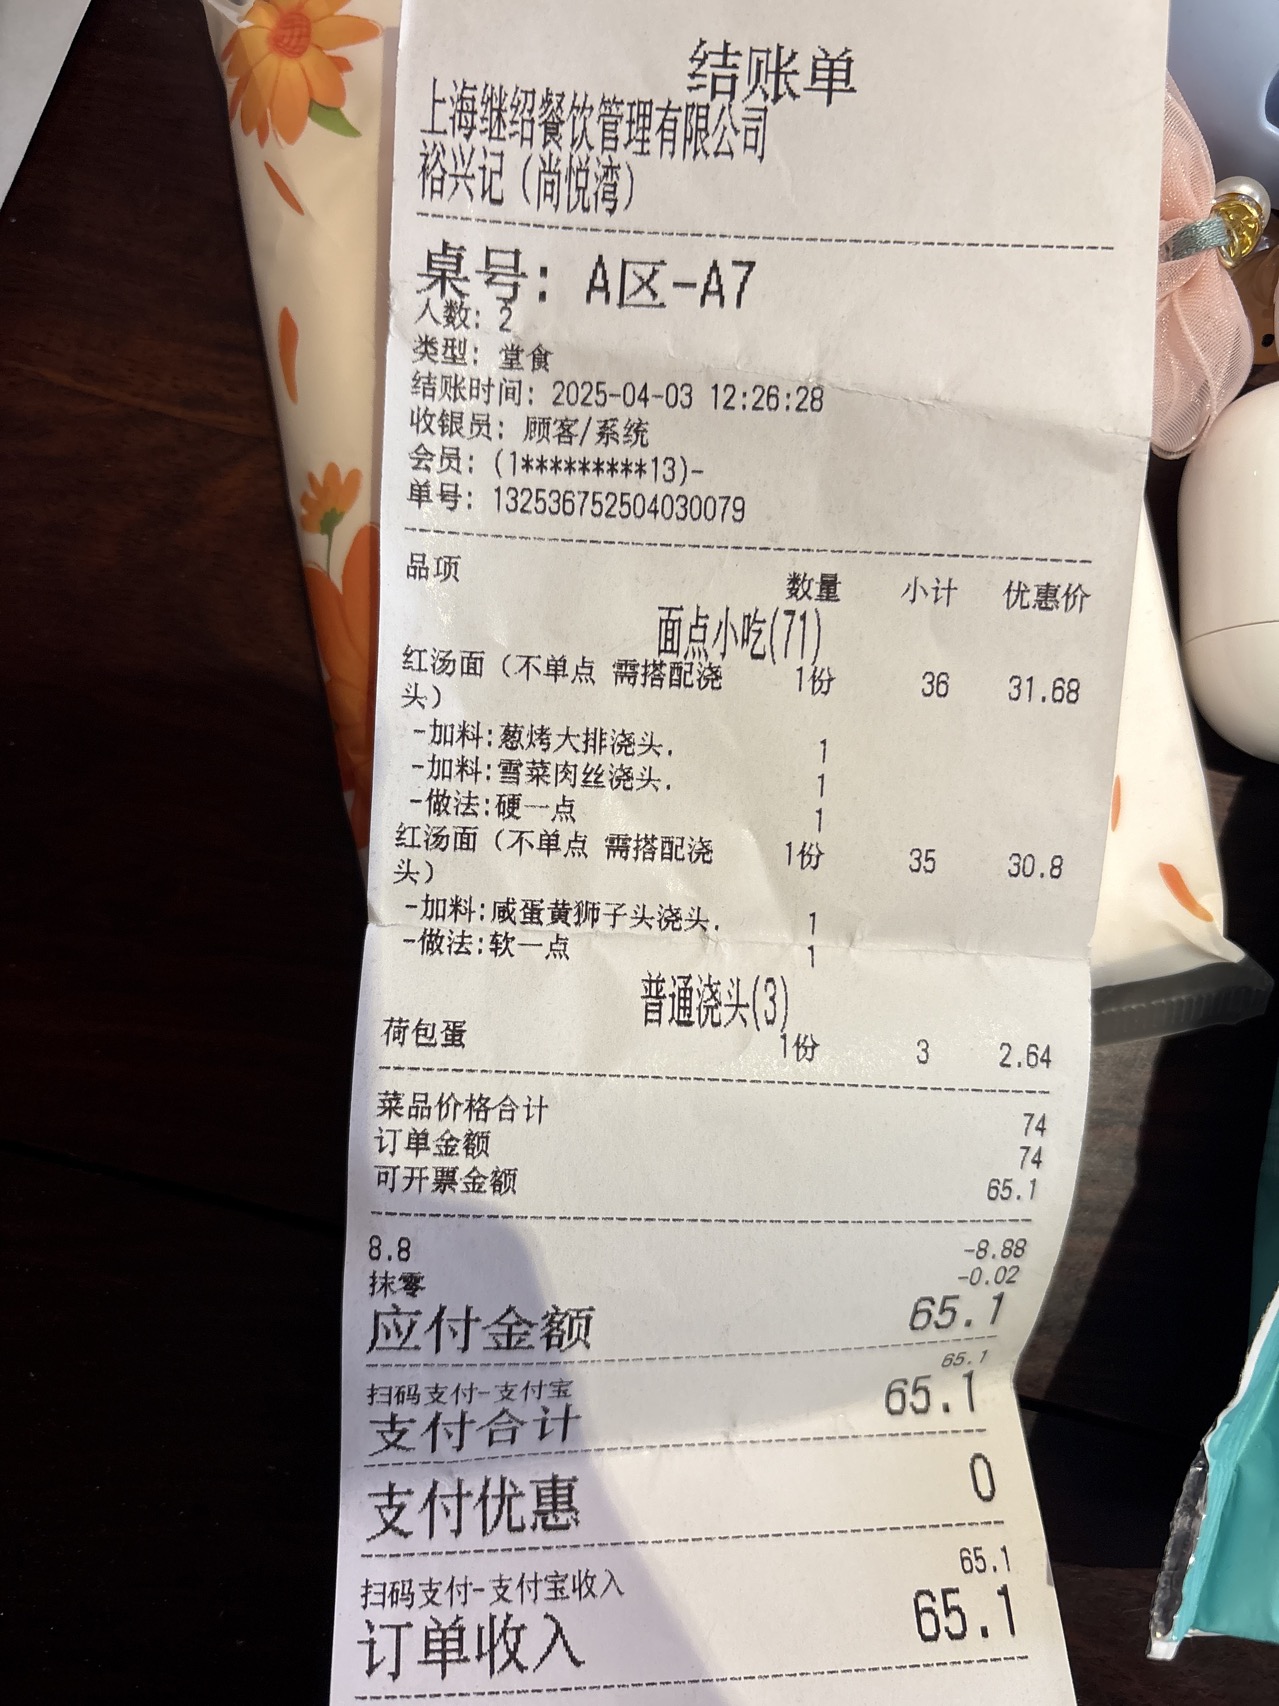 结账单
上海继绍餐饮管理有限公司
裕兴记（尚悦湾）
桌号：A区-A7
人数：2
类型：堂食
结账时间：2025-04-03 12:26:28
收银员：顾客/系统
会员：(1*********13)-
单号：132536752504030079
品项 数量 小计 优惠价
面点小吃(71)
红汤面（不单点 需搭配浇 1份 36 31.68
头）
-加料:葱烤大排浇头. 1
-加料:雪菜肉丝浇头. 1
-做法:硬一点 1
红汤面（不单点 需搭配浇 1份 35 30.8
头）
-加料:咸蛋黄狮子头浇头. 1
-做法:软一点 1
普通浇头(3)
荷包蛋 1份 3 2.64
菜品价格合计 74
订单金额 74
可开票金额 65.1
8.8 -8.88
抹零 -0.02
应付金额 65.1
扫码支付-支付宝 65.1
支付合计 65.1
支付优惠 0
扫码支付-支付宝收入 65.1
订单收入 65.1